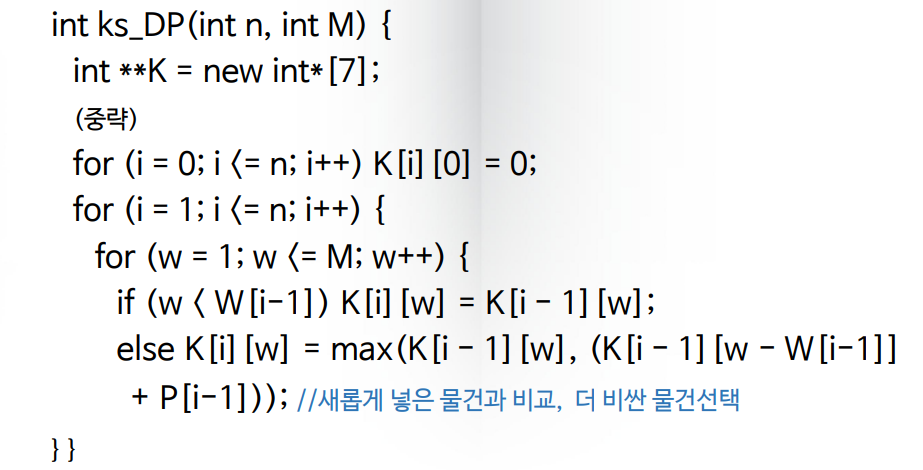 int ks_DP(int n, int M) {
int **K = new int*[7];
(중략)
for (i = 0; i <= n; i++) K[i][0] = 0;
for (i = 1; i <= n; i++) {
for (w = 1; w <= M; w++) {
if (w < W[i-1]) K[i][w] = K[i - 1][w];
else K[i][w] = max(K[i - 1][w], (K[i - 1][w - W[i-1]]
+ P[i-1])); //새롭게 넣은 물건과 비교, 더 비싼 물건선택
} }